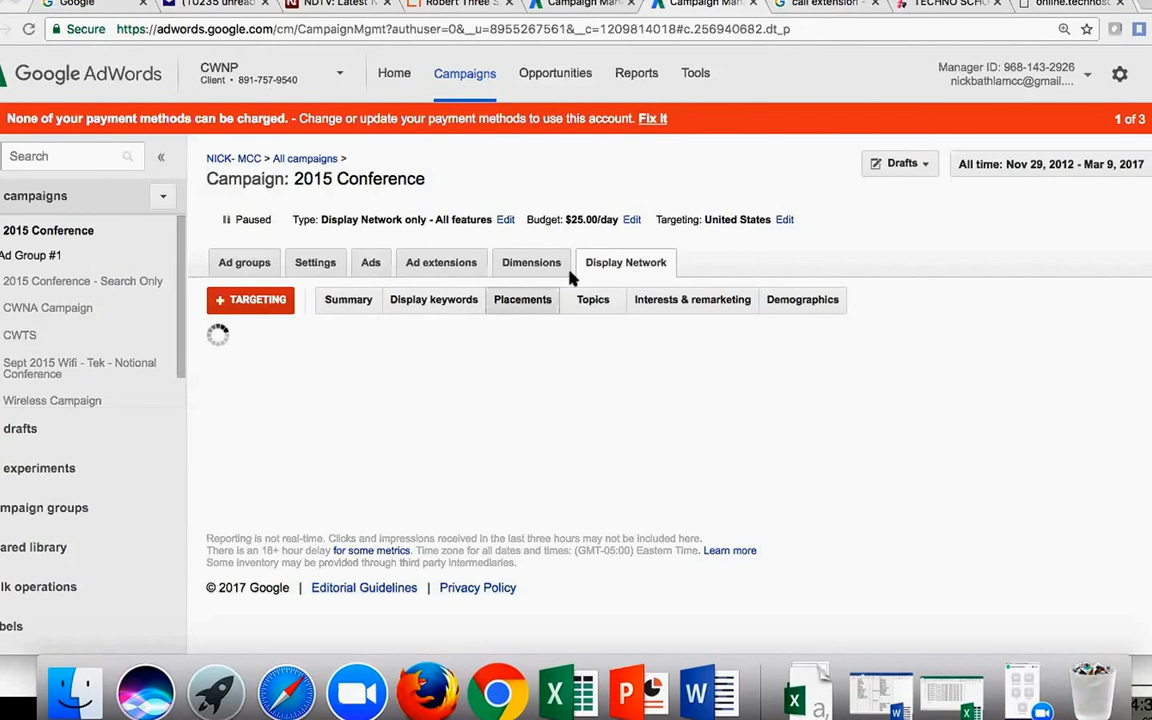 Google
(10235 unread
NDTV: Latest
Robert Three S
Campaign Ma
Campaign Ma
call extension -
TECHNO SCHO
online.technosc
Secure https://adwords.google.com/cm/CampaignMgmt?authuser=0&__u=8955267561&__c=1209814018#c.256940682.dt_p
Google AdWords
CWNP
Client • 891-757-9540
Home Campaigns Opportunities Reports Tools
Manager ID: 968-143-2926
nickbathlamcc@gmail....
None of your payment methods can be charged. - Change or update your payment methods to use this account. Fix it 1 of 3
Search «
NICK- MCC > All campaigns >
Campaign: 2015 Conference
Drafts
All time: Nov 29, 2012 - Mar 9, 2017
campaigns
2015 Conference
Ad Group #1
2015 Conference - Search Only
CWNA Campaign
CWTS
Sept 2015 Wifi - Tek - Notional
Conference
Wireless Campaign
drafts
experiments
mpaign groups
ared library
lk operations
bels
Paused Type: Display Network only - All features Edit Budget: $25.00/day Edit Targeting: United States Edit
Ad groups Settings Ads Ad extensions Dimensions Display Network
+ TARGETING Summary Display keywords Placements Topics Interests & remarketing Demographics
Reporting is not real-time. Clicks and impressions received in the last three hours may not be included here.
There is an 18+ hour delay for some metrics. Time zone for all dates and times: (GMT-05:00) Eastern Time. Learn more
Some inventory may be provided through third party intermediaries.
© 2017 Google | Editorial Guidelines | Privacy Policy